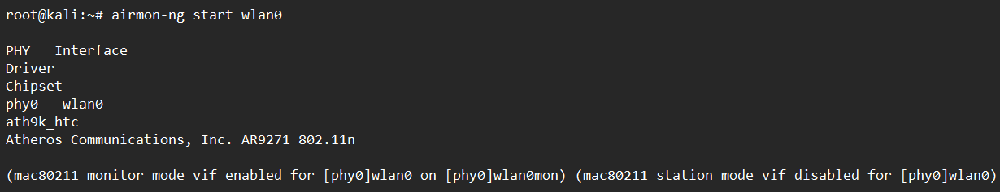 root@kali:~# airmon-ng start wlan0
PHY   Interface
Driver
Chipset
phy0   wlan0
ath9k_htc
Atheros Communications, Inc. AR9271 802.11n
(mac80211 monitor mode vif enabled for [phy0]wlan0 on [phy0]wlan0mon) (mac80211 station mode vif disabled for [phy0]wlan0)